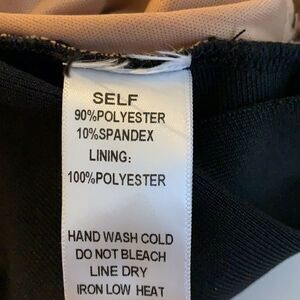 SELF
90%POLYESTER
10%SPANDEX
LINING:
100%POLYESTER
HAND WASH COLD
DO NOT BLEACH
LINE DRY
IRON LOW HEAT